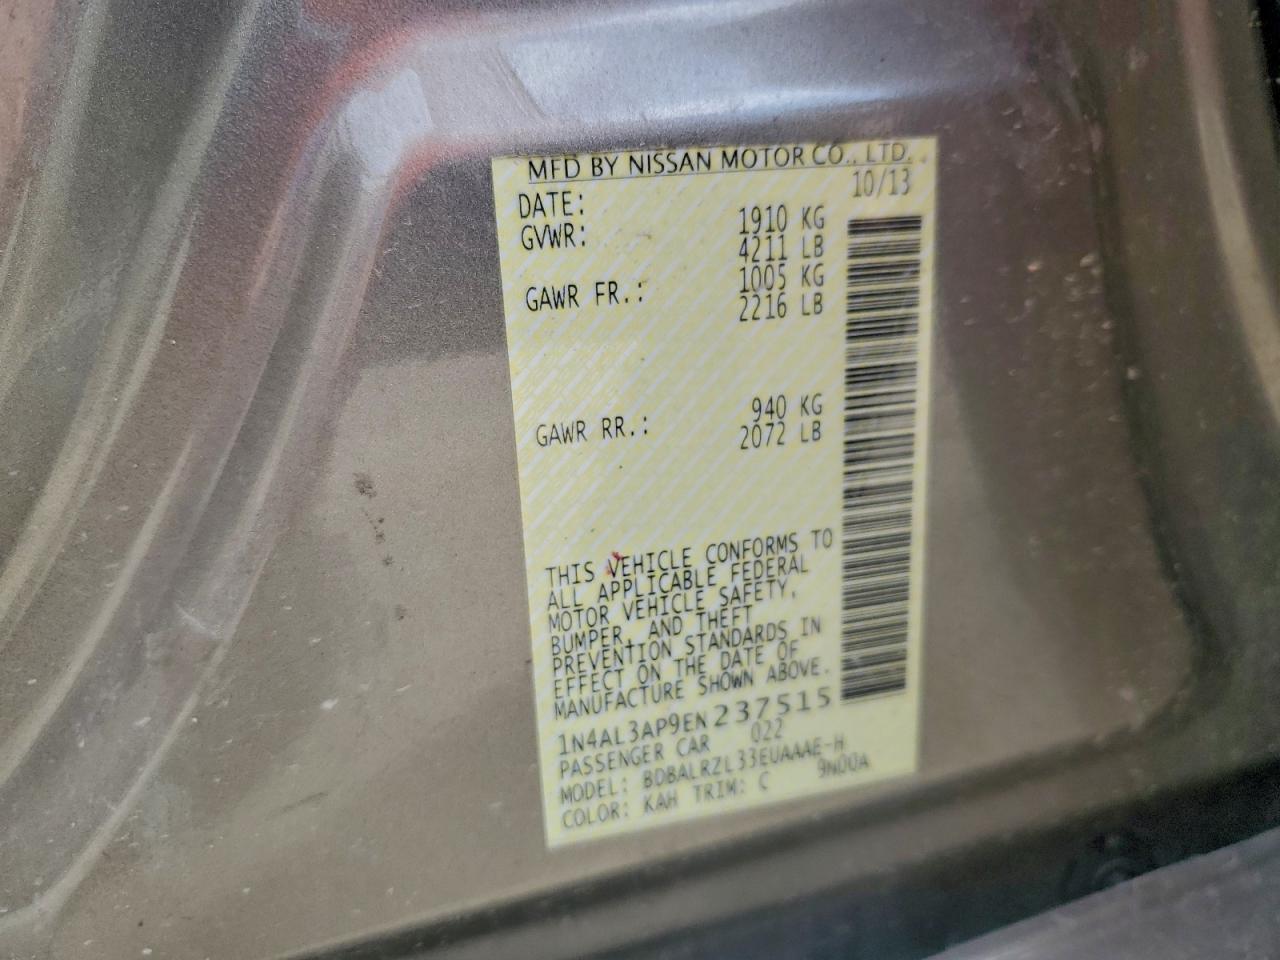 MFD BY NISSAN MOTOR CO., LTD.
DATE: 10/13
GVWR: 1910 KG
4211 LB
GAWR FR.: 1005 KG
2216 LB
GAWR RR.: 940 KG
2072 LB
THIS VEHICLE CONFORMS TO
ALL APPLICABLE FEDERAL
MOTOR VEHICLE SAFETY,
BUMPER, AND THEFT
PREVENTION STANDARDS IN
EFFECT ON THE DATE OF
MANUFACTURE SHOWN ABOVE.
1N4AL3AP9EN237515
PASSENGER CAR 022
MODEL: BDBALRZL33EUAAAE-H
COLOR: KAH TRIM: C 9N00A